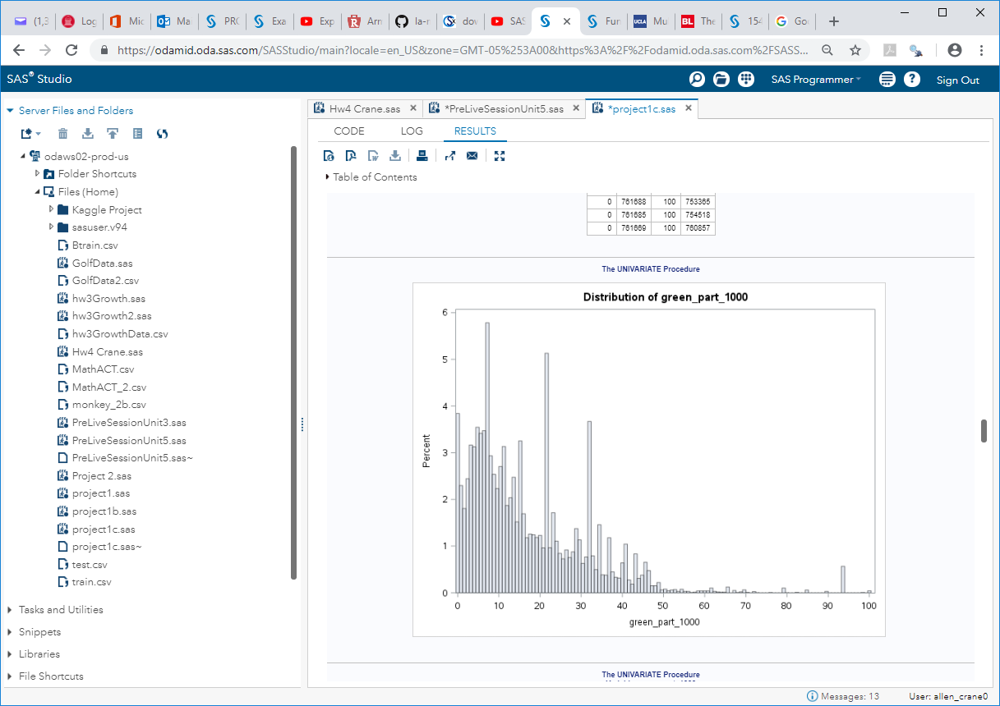 (1,3
Log
Mic
Ma
PRO
Exa
Exp
Arn
la-r
dov
SAS
Fur
Mu
The
154
Goo
https://odamid.oda.sas.com/SASStudio/main?locale=en_US&zone=GMT-05%253A00&https%3A%2F%2Fodamid.oda.sas.com%2FSASS...
SAS® Studio
SAS Programmer
Sign Out
Server Files and Folders
odaws02-prod-us
Folder Shortcuts
Files (Home)
Kaggle Project
sasuser.v94
Btrain.csv
GolfData.sas
GolfData2.csv
hw3Growth.sas
hw3Growth2.sas
hw3GrowthData.csv
Hw4 Crane.sas
MathACT.csv
MathACT_2.csv
monkey_2b.csv
PreLiveSessionUnit3.sas
PreLiveSessionUnit5.sas
PreLiveSessionUnit5.sas~
Project 2.sas
project1.sas
project1b.sas
project1c.sas
project1c.sas~
test.csv
train.csv
Tasks and Utilities
Snippets
Libraries
File Shortcuts
Hw4 Crane.sas
*PreLiveSessionUnit5.sas
*project1c.sas
CODE LOG RESULTS
Table of Contents
0 761688 100 753365
0 761685 100 754518
0 761669 100 760857
The UNIVARIATE Procedure
Distribution of green_part_1000
6
5
4
3
2
1
0
Percent
0 10 20 30 40 50 60 70 80 90 100
green_part_1000
The UNIVARIATE Procedure
Messages: 13
User: allen_crane0